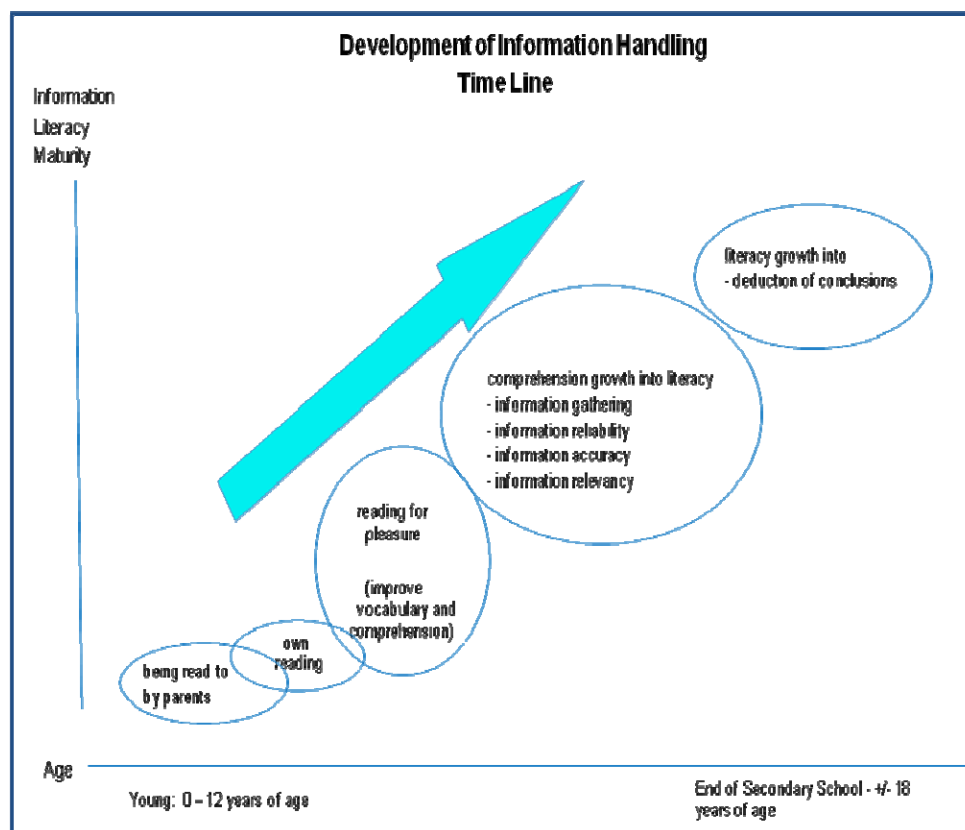 Development of Information Handling
Time Line
Information
Literacy
Maturity
literacy growth into
- deduction of conclusions
comprehension growth into literacy
- information gathering
- information reliability
- information accuracy
- information relevancy
reading for
pleasure
(improve
vocabulary and
comprehension)
own
reading
being read to
by parents
Age
Young: 0 – 12 years of age
End of Secondary School - +/- 18
years of age